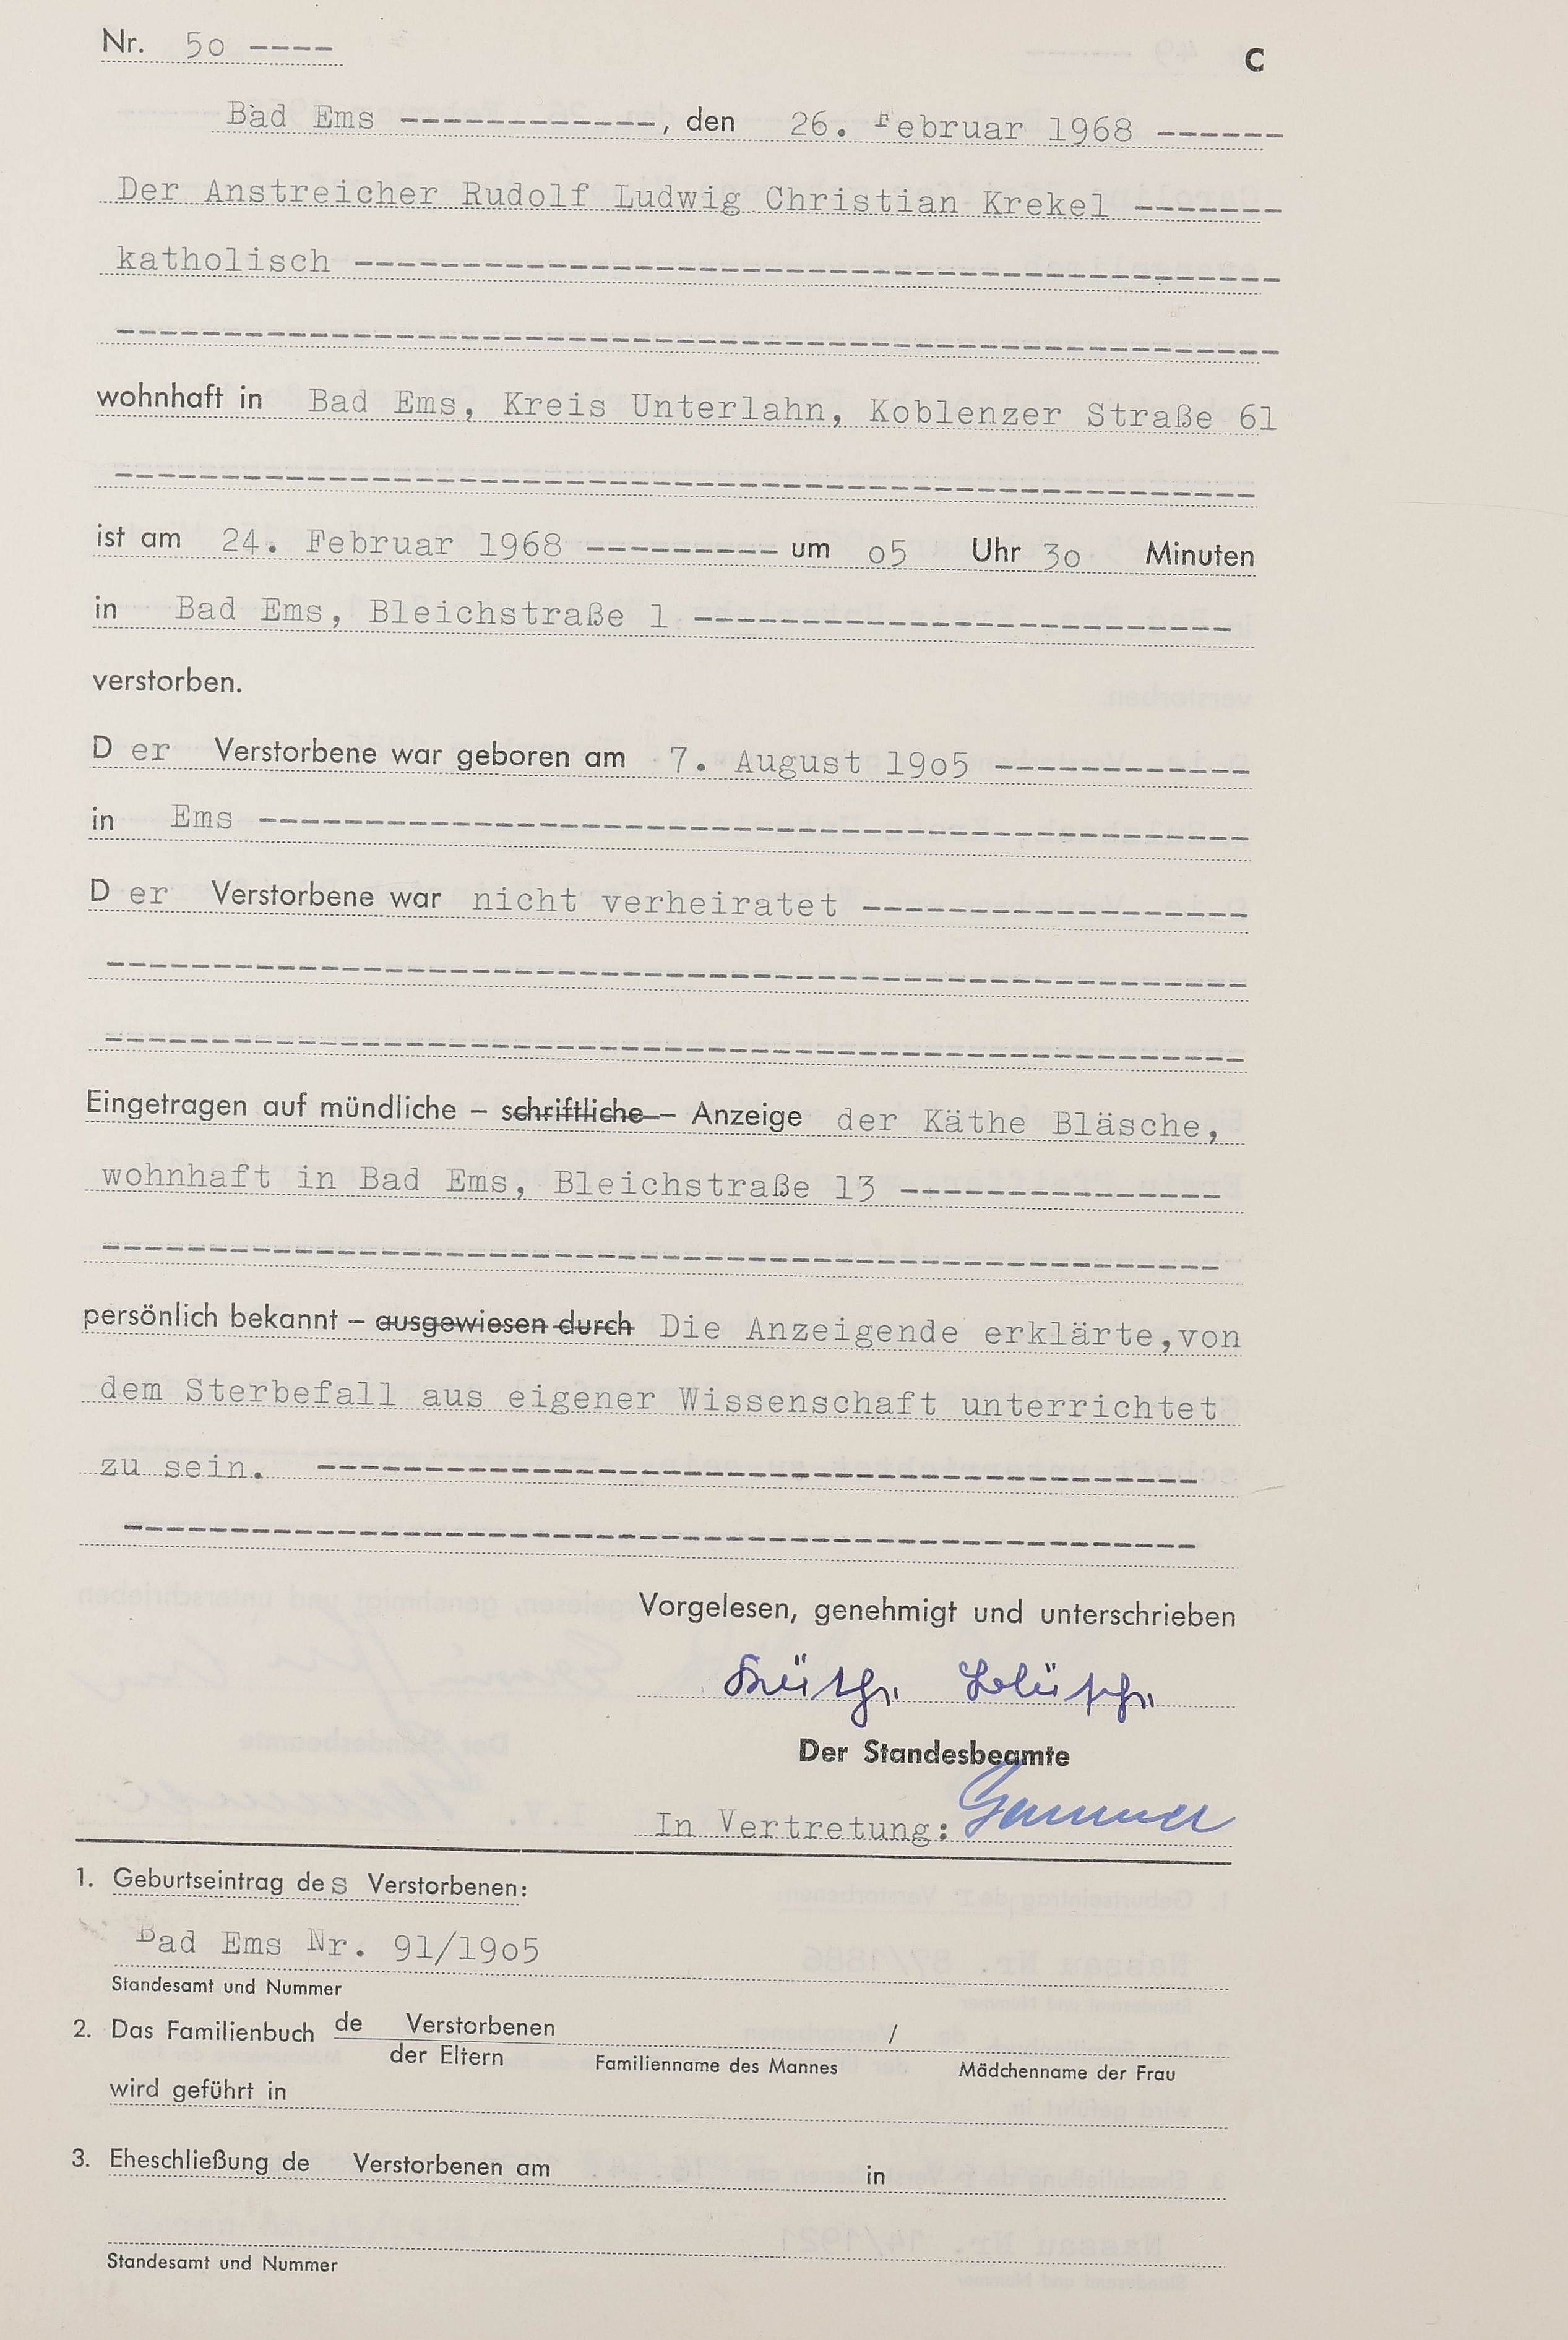 Nr. 50 ----
C
Bad Ems ------------, den 26. Februar 1968 ------
Der Anstreicher Rudolf Ludwig Christian Krekel -------
katholisch -------------------------------------------
wohnhaft in Bad Ems, Kreis Unterlahn, Koblenzer Straße 61
ist am 24. Februar 1968 --------- um 05 Uhr 30 Minuten
in Bad Ems, Bleichstraße 1 -------------------------
verstorben.
D er Verstorbene war geboren am 7. August 1905 ------------
in Ems ----------------------------------------------
D er Verstorbene war nicht verheiratet ------------------
Eingetragen auf mündliche – schriftliche – Anzeige der Käthe Bläsche,
wohnhaft in Bad Ems, Bleichstraße 13 ---------------
persönlich bekannt – ausgewiesen durch Die Anzeigende erklärte,von
dem Sterbefall aus eigener Wissenschaft unterrichtet
zu sein. -----------------------------------------
Vorgelesen, genehmigt und unterschrieben
Käthe Bläsche
Der Standesbeamte
In Vertretung:
1. Geburtseintrag des Verstorbenen:
Bad Ems Nr. 91/1905
Standesamt und Nummer
2. Das Familienbuch de Verstorbenen /
der Eltern Familienname des Mannes Mädchenname der Frau
wird geführt in
3. Eheschließung de Verstorbenen am in
Standesamt und Nummer